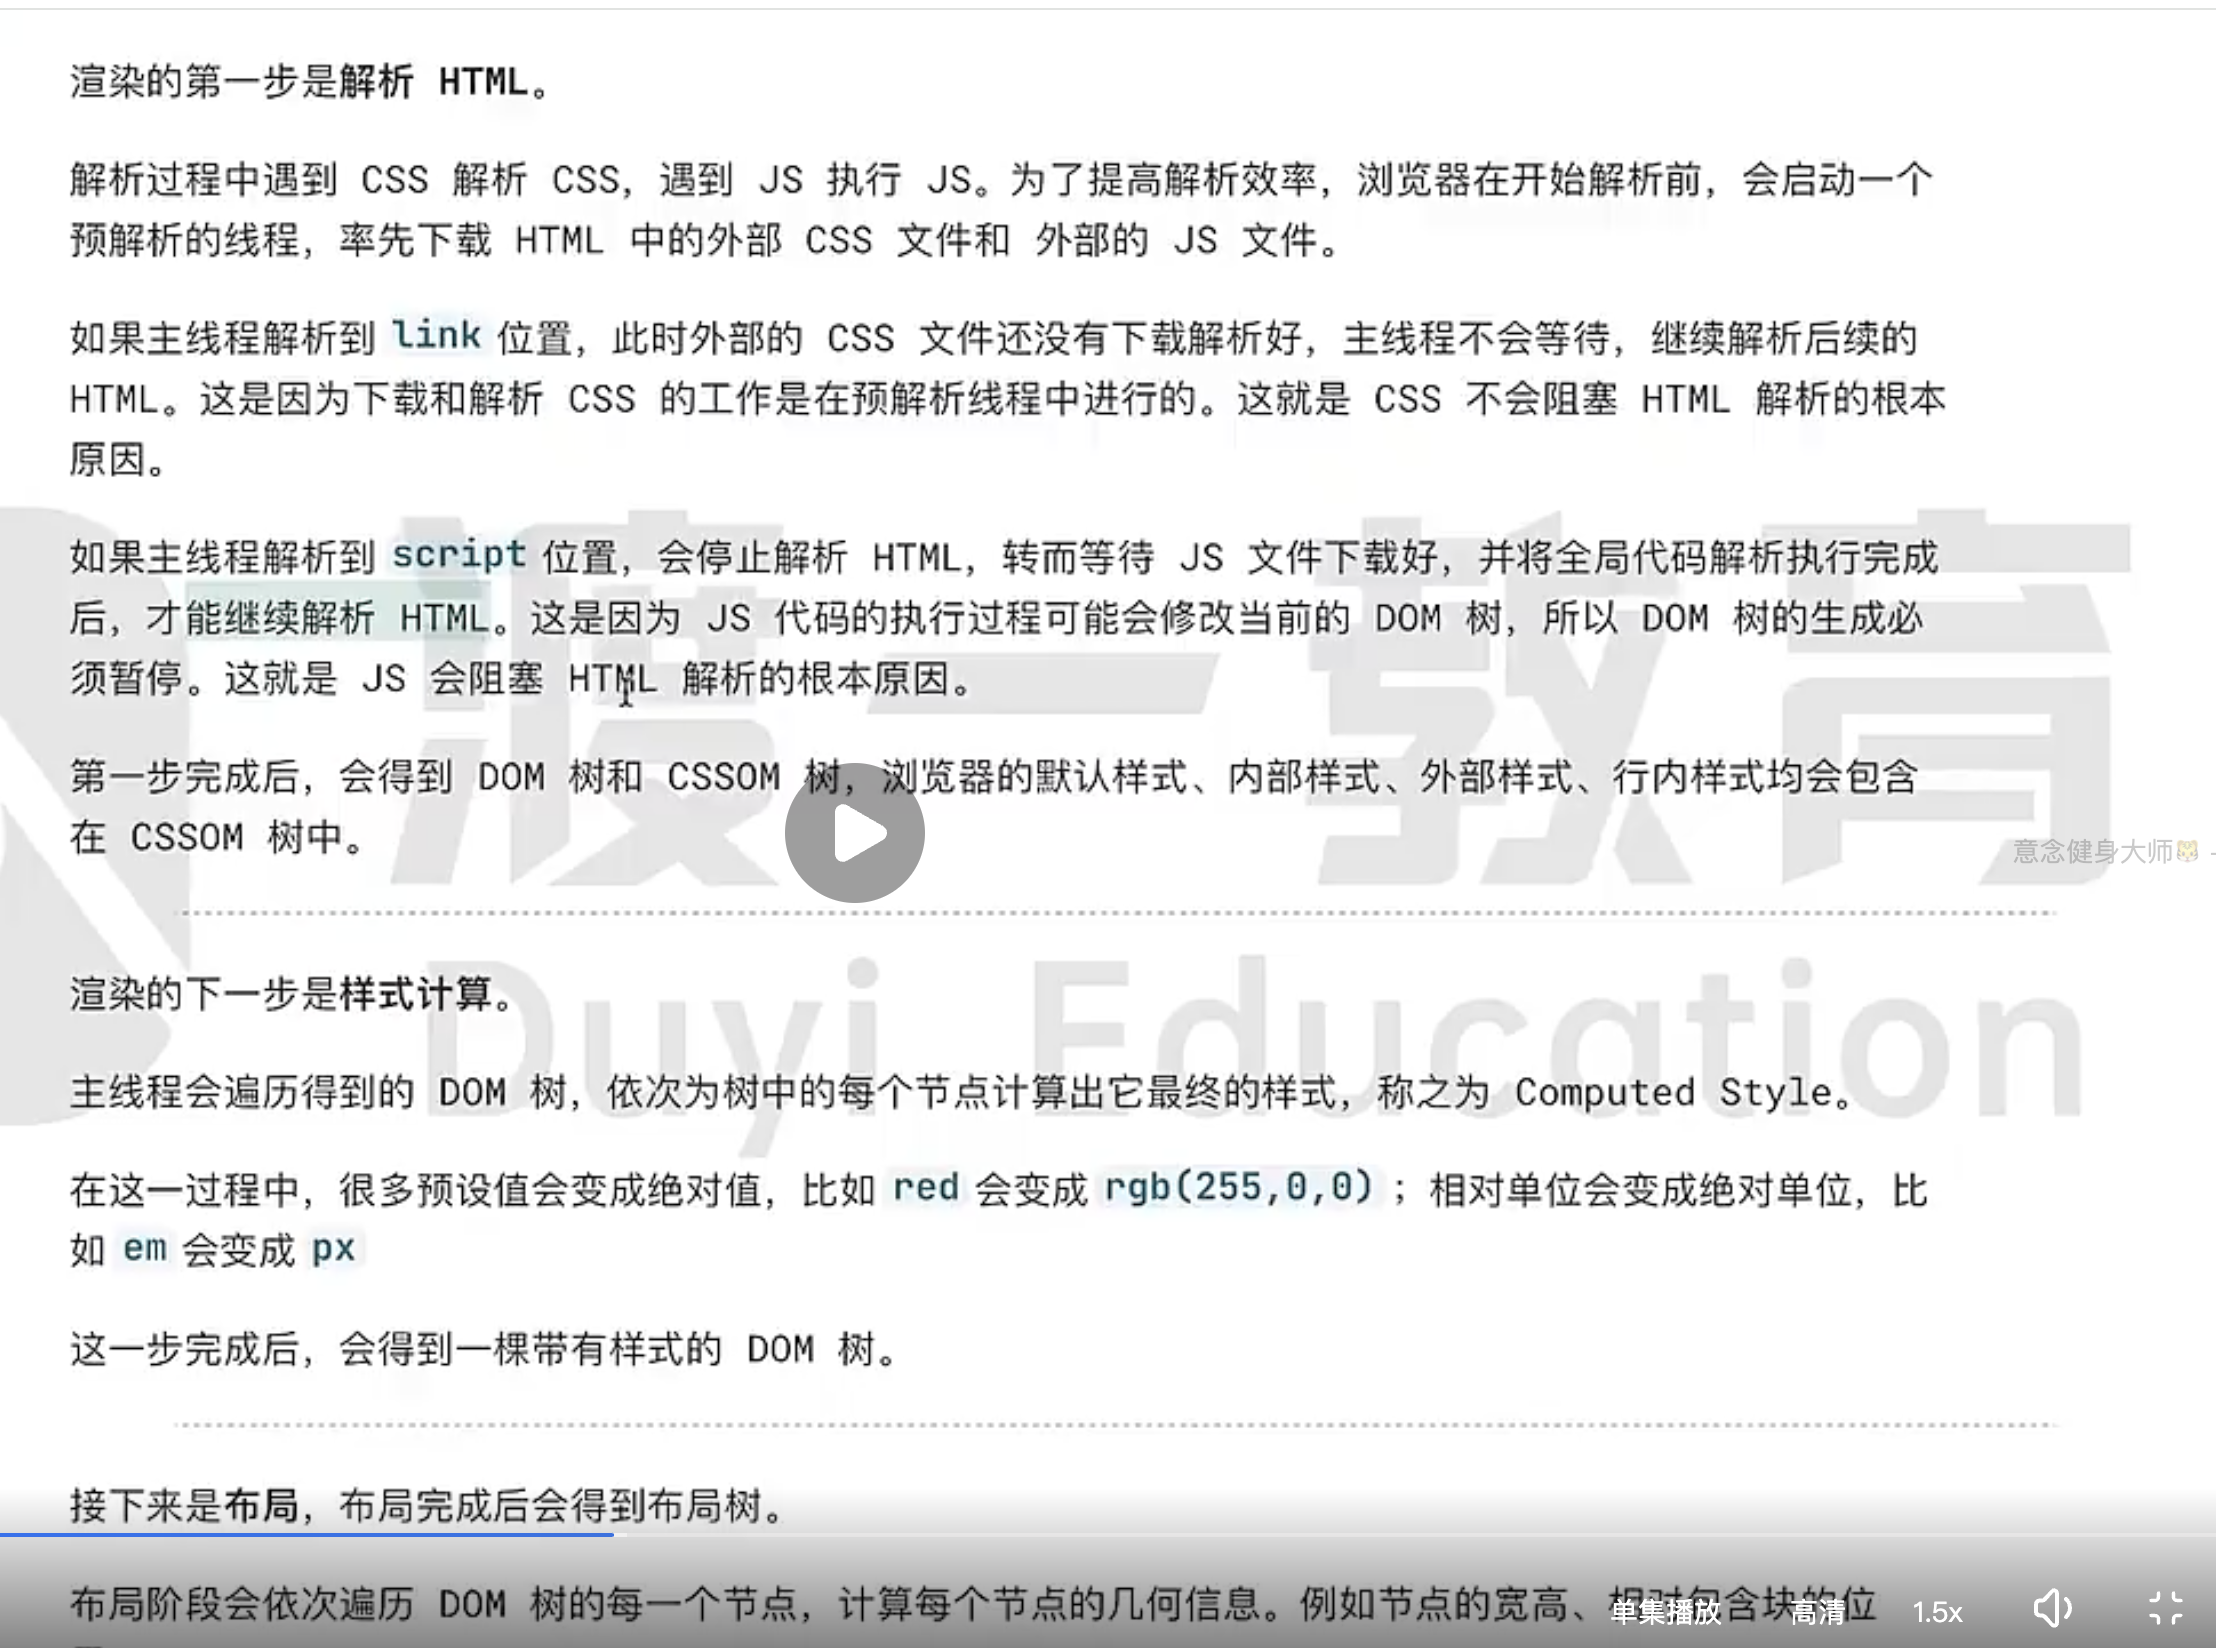 渲染的第一步是解析 HTML。
解析过程中遇到 CSS 解析 CSS，遇到 JS 执行 JS。为了提高解析效率，浏览器在开始解析前，会启动一个
预解析的线程，率先下载 HTML 中的外部 CSS 文件和 外部的 JS 文件。
如果主线程解析到 link 位置，此时外部的 CSS 文件还没有下载解析好，主线程不会等待，继续解析后续的
HTML。这是因为下载和解析 CSS 的工作是在预解析线程中进行的。这就是 CSS 不会阻塞 HTML 解析的根本
原因。
如果主线程解析到 script 位置，会停止解析 HTML，转而等待 JS 文件下载好，并将全局代码解析执行完成
后，才能继续解析 HTML。这是因为 JS 代码的执行过程可能会修改当前的 DOM 树，所以 DOM 树的生成必
须暂停。这就是 JS 会阻塞 HTML 解析的根本原因。
第一步完成后，会得到 DOM 树和 CSSOM 树，浏览器的默认样式、内部样式、外部样式、行内样式均会包含
在 CSSOM 树中。
渡一教育
意念健身大师🐯 -
Duyi Education
渲染的下一步是样式计算。
主线程会遍历得到的 DOM 树，依次为树中的每个节点计算出它最终的样式，称之为 Computed Style。
在这一过程中，很多预设值会变成绝对值，比如 red 会变成 rgb(255,0,0)；相对单位会变成绝对单位，比
如 em 会变成 px
这一步完成后，会得到一棵带有样式的 DOM 树。
接下来是布局，布局完成后会得到布局树。
布局阶段会依次遍历 DOM 树的每一个节点，计算每个节点的几何信息。例如节点的宽高、相对包含块的位
单集播放 高清 1.5x